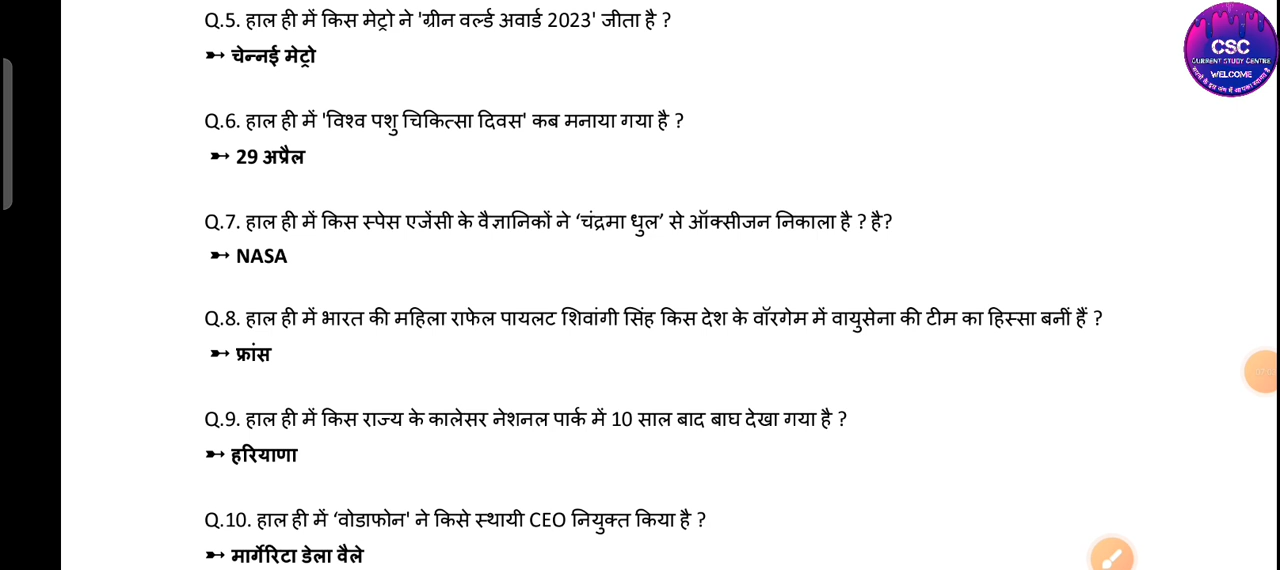 Q.5. हाल ही में किस मेट्रो ने 'ग्रीन वर्ल्ड अवार्ड 2023' जीता है ?
➸ चेन्नई मेट्रो
Q.6. हाल ही में 'विश्व पशु चिकित्सा दिवस' कब मनाया गया है ?
➸ 29 अप्रैल
Q.7. हाल ही में किस स्पेस एजेंसी के वैज्ञानिकों ने ‘चंद्रमा धुल’ से ऑक्सीजन निकाला है ? है?
➸ NASA
Q.8. हाल ही में भारत की महिला राफेल पायलट शिवांगी सिंह किस देश के वॉरगेम में वायुसेना की टीम का हिस्सा बनीं हैं ?
➸ फ्रांस
Q.9. हाल ही में किस राज्य के कालेसर नेशनल पार्क में 10 साल बाद बाघ देखा गया है ?
➸ हरियाणा
Q.10. हाल ही में ‘वोडाफोन' ने किसे स्थायी CEO नियुक्त किया है ?
➸ मार्गेरिटा डेला वैले
CSC
CURRENT STUDY CENTRE
WELCOME